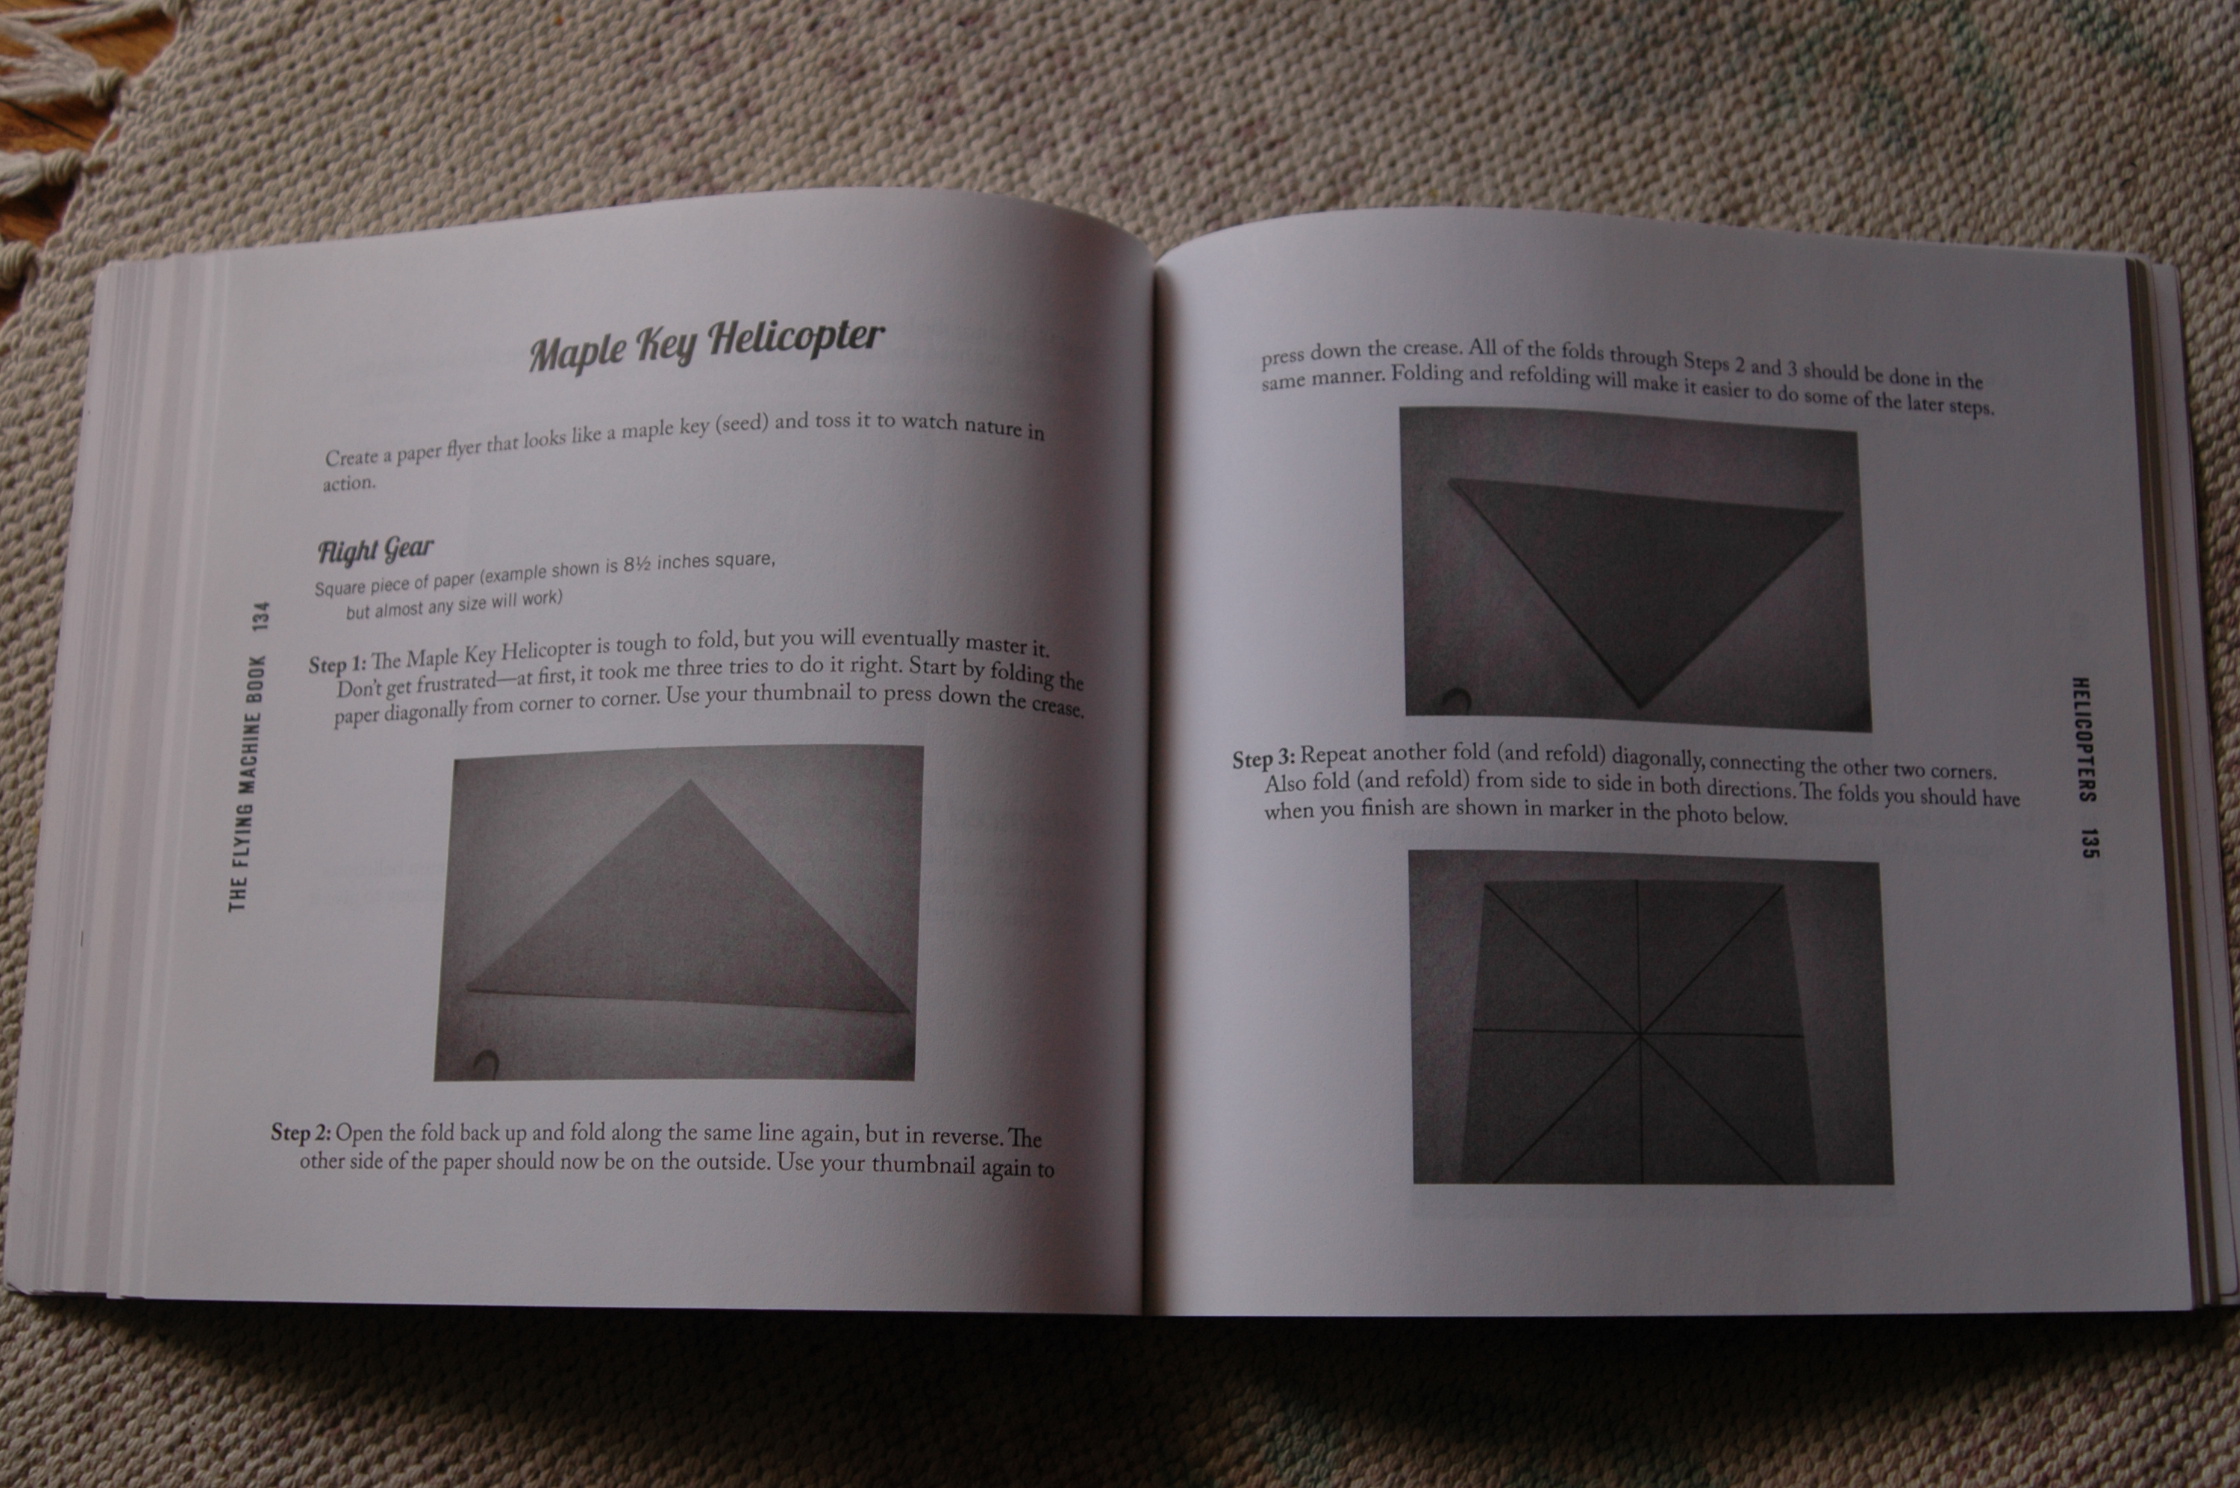 Maple Key Helicopter
Create a paper flyer that looks like a maple key (seed) and toss it to watch nature in
action.
Flight Gear
Square piece of paper (example shown is 8½ inches square,
but almost any size will work)
Step 1: The Maple Key Helicopter is tough to fold, but you will eventually master it.
Don't get frustrated—at first, it took me three tries to do it right. Start by folding the
paper diagonally from corner to corner. Use your thumbnail to press down the crease.
Step 2: Open the fold back up and fold along the same line again, but in reverse. The
other side of the paper should now be on the outside. Use your thumbnail again to
THE FLYING MACHINE BOOK 134
press down the crease. All of the folds through Steps 2 and 3 should be done in the
same manner. Folding and refolding will make it easier to do some of the later steps.
Step 3: Repeat another fold (and refold) diagonally, connecting the other two corners.
Also fold (and refold) from side to side in both directions. The folds you should have
when you finish are shown in marker in the photo below.
HELICOPTERS 135